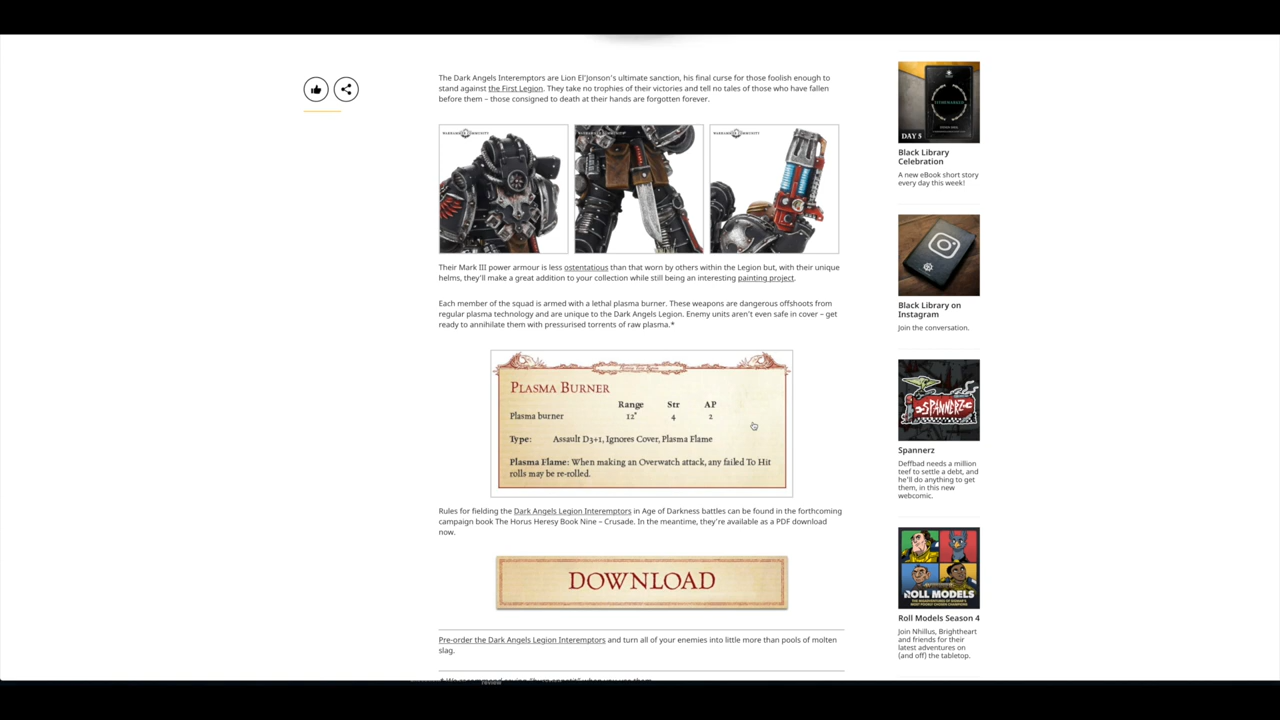 The Dark Angels Interemptors are Lion El'Jonson's ultimate sanction, his final curse for those foolish enough to
stand against the First Legion. They take no trophies of their victories and tell no tales of those who have fallen
before them – those consigned to death at their hands are forgotten forever.
WARHAMMER COMMUNITY
WARHAMMER COMMUNITY
WARHAMMER COMMUNITY
Their Mark III power armour is less ostentatious than that worn by others within the Legion but, with their unique
helms, they'll make a great addition to your collection while still being an interesting painting project.
Each member of the squad is armed with a lethal plasma burner. These weapons are dangerous offshoots from
regular plasma technology and are unique to the Dark Angels Legion. Enemy units aren't even safe in cover – get
ready to annihilate them with pressurised torrents of raw plasma.*
PLASMA BURNER
Range Str AP
Plasma burner 12" 4 2
Type: Assault D3+1, Ignores Cover, Plasma Flame
Plasma Flame: When making an Overwatch attack, any failed To Hit
rolls may be re-rolled.
Rules for fielding the Dark Angels Legion Interemptors in Age of Darkness battles can be found in the forthcoming
campaign book The Horus Heresy Book Nine – Crusade. In the meantime, they're available as a PDF download
now.
DOWNLOAD
Pre-order the Dark Angels Legion Interemptors and turn all of your enemies into little more than pools of molten
slag.
review
DAY 5
Black Library
Celebration
A new eBook short story
every day this week!
Black Library on
Instagram
Join the conversation.
SPANNERZ
Spannerz
Deffbad needs a million
teef to settle a debt, and
he'll do anything to get
them, in this new
webcomic.
ROLL MODELS
Roll Models Season 4
Join Nhillus, Brightheart
and friends for their
latest adventures on
(and off) the tabletop.